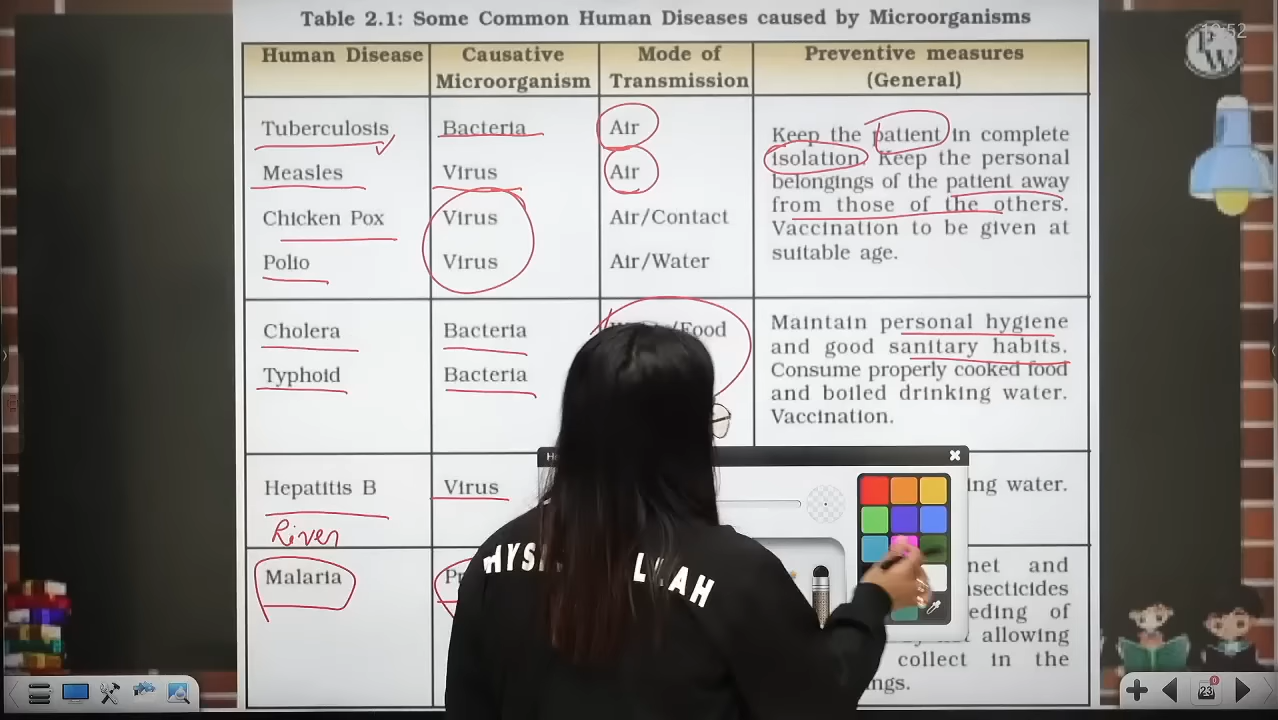 Table 2.1: Some Common Human Diseases caused by Microorganisms
Human Disease
Causative
Microorganism
Mode of
Transmission
Preventive measures
(General)
Tuberculosis
Bacteria
Air
Measles
Virus
Air
Chicken Pox
Virus
Air/Contact
Polio
Virus
Air/Water
Keep the patient in complete
isolation. Keep the personal
belongings of the patient away
from those of the others.
Vaccination to be given at
suitable age.
Cholera
Bacteria
/Food
Typhoid
Bacteria
Maintain personal hygiene
and good sanitary habits.
Consume properly cooked food
and boiled drinking water.
Vaccination.
Hepatitis B
Virus
ing water.
River
Malaria
net and
eding of
allowing
collect in the
ngs.
23